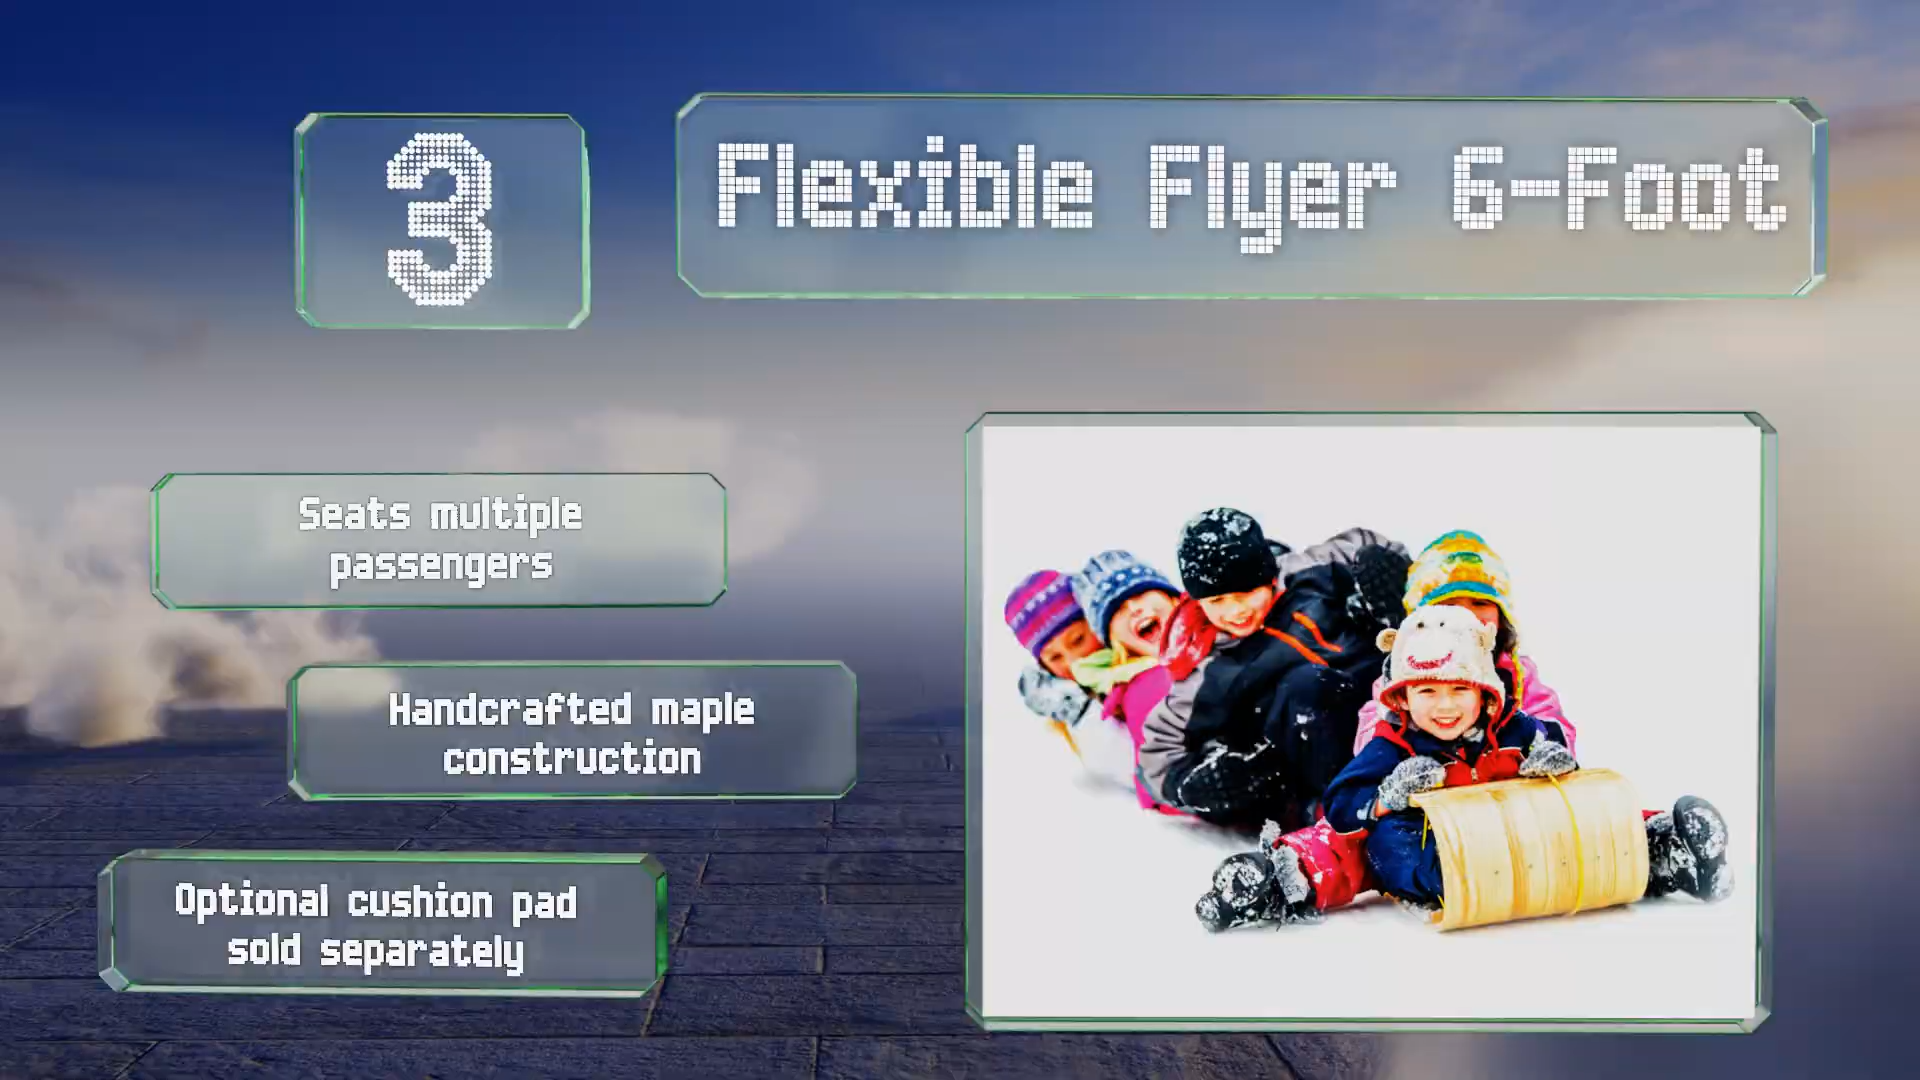 3
Flexible Flyer 6-Foot
Seats multiple
passengers
Handcrafted maple
construction
Optional cushion pad
sold separately